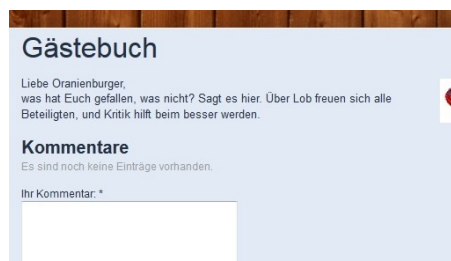 Gästebuch
Liebe Oranienburger,
was hat Euch gefallen, was nicht? Sagt es hier. Über Lob freuen sich alle
Beteiligten, und Kritik hilft beim besser werden.
Kommentare
Es sind noch keine Einträge vorhanden.
Ihr Kommentar: *